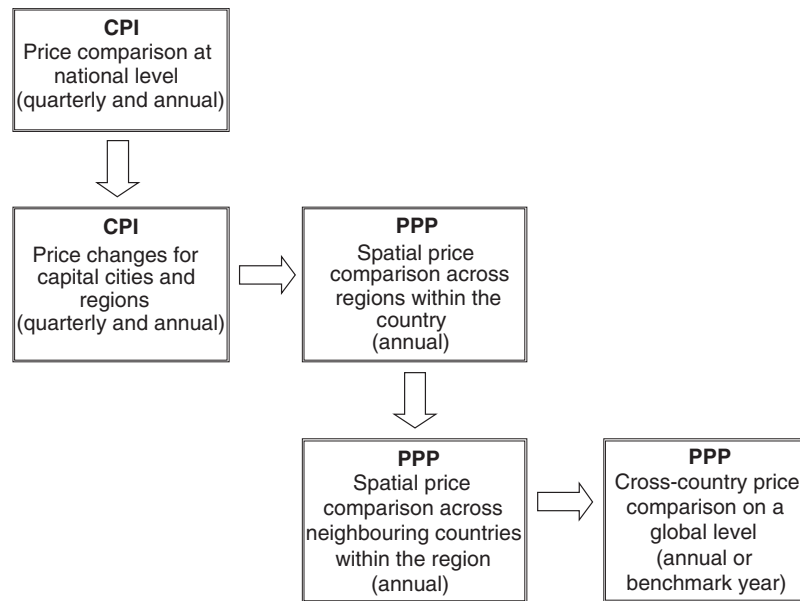 CPI
Price comparison at
national level
(quarterly and annual)
CPI
Price changes for
capital cities and
regions
(quarterly and annual)
PPP
Spatial price
comparison across
regions within the
country
(annual)
PPP
Spatial price
comparison across
neighbouring countries
within the region
(annual)
PPP
Cross-country price
comparison on a
global level
(annual or
benchmark year)